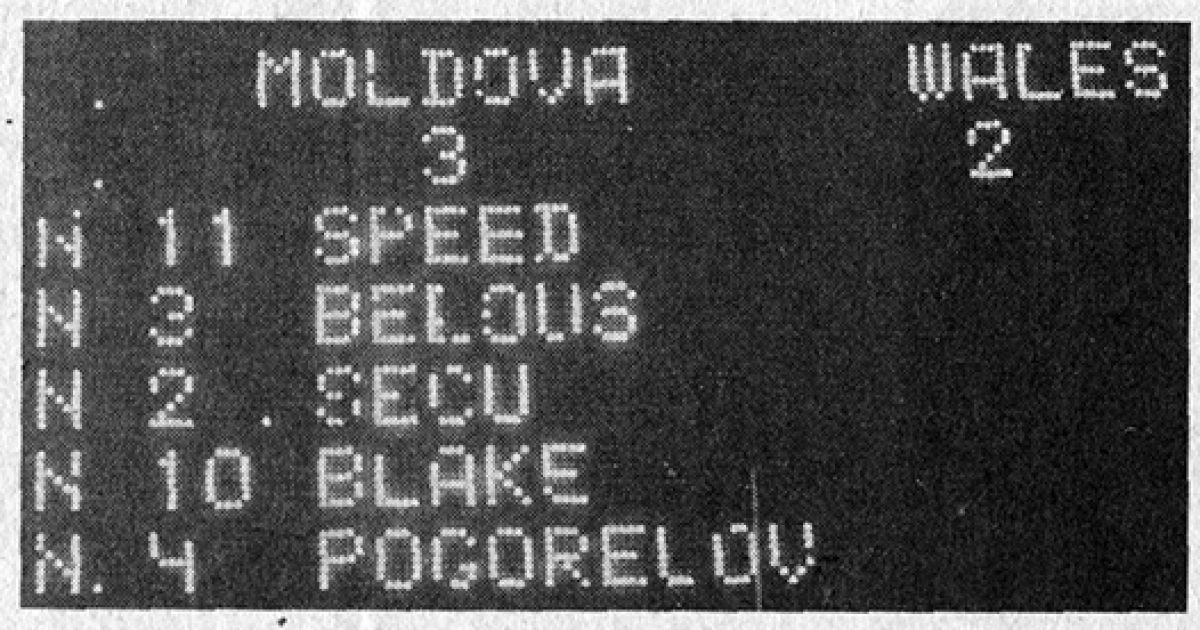 MOLDOVA WALES
3 2
N 11 SPEED
N 3 BELOUS
N 2 SECU
N 10 BLAKE
N. 4 POGORELOV